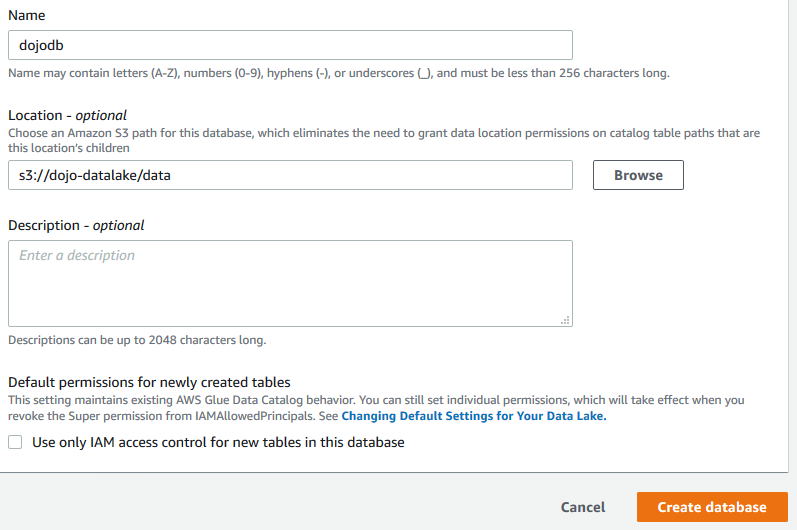 Name
dojodb
Name may contain letters (A-Z), numbers (0-9), hyphens (-), or underscores (_), and must be less than 256 characters long.
Location - optional
Choose an Amazon S3 path for this database, which eliminates the need to grant data location permissions on catalog table paths that are
this location's children
s3://dojo-datalake/data
Browse
Description - optional
Enter a description
Descriptions can be up to 2048 characters long.
Default permissions for newly created tables
This setting maintains existing AWS Glue Data Catalog behavior. You can still set individual permissions, which will take effect when you
revoke the Super permission from IAMAllowedPrincipals. See Changing Default Settings for Your Data Lake.
Use only IAM access control for new tables in this database
Cancel
Create database